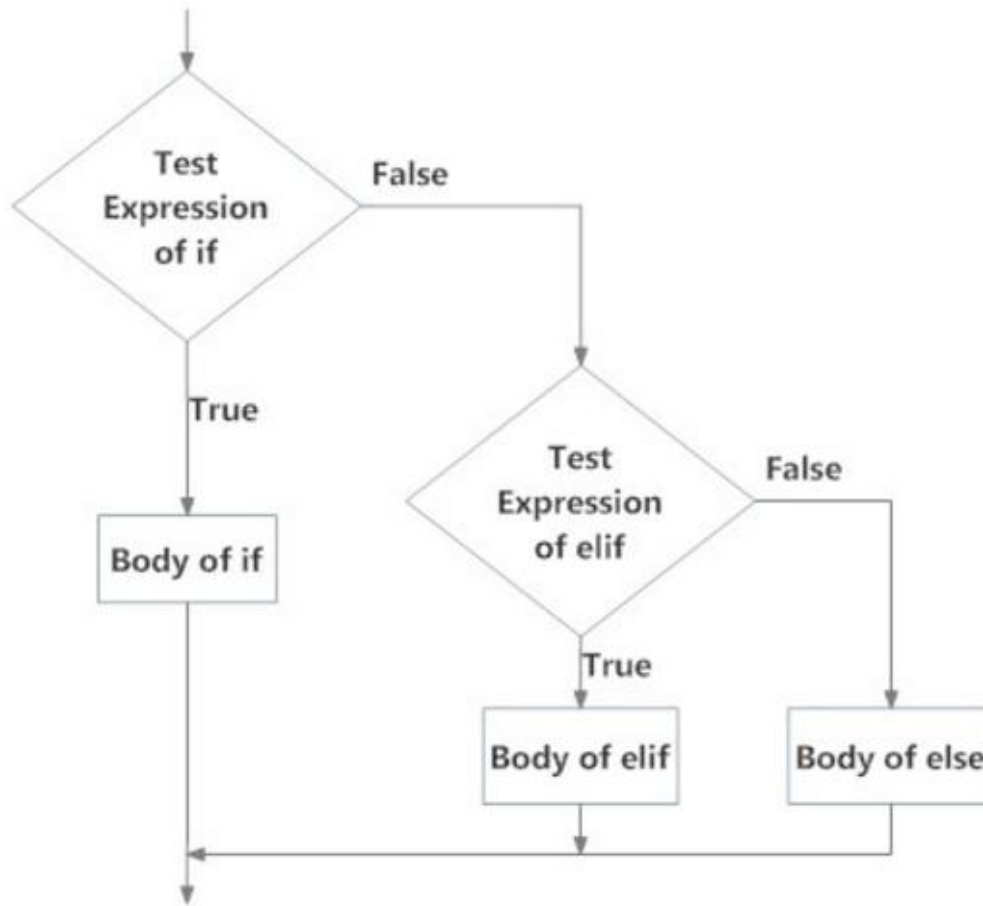 Test
Expression
of if
False
True
Body of if
Test
Expression
of elif
False
True
Body of elif
Body of else